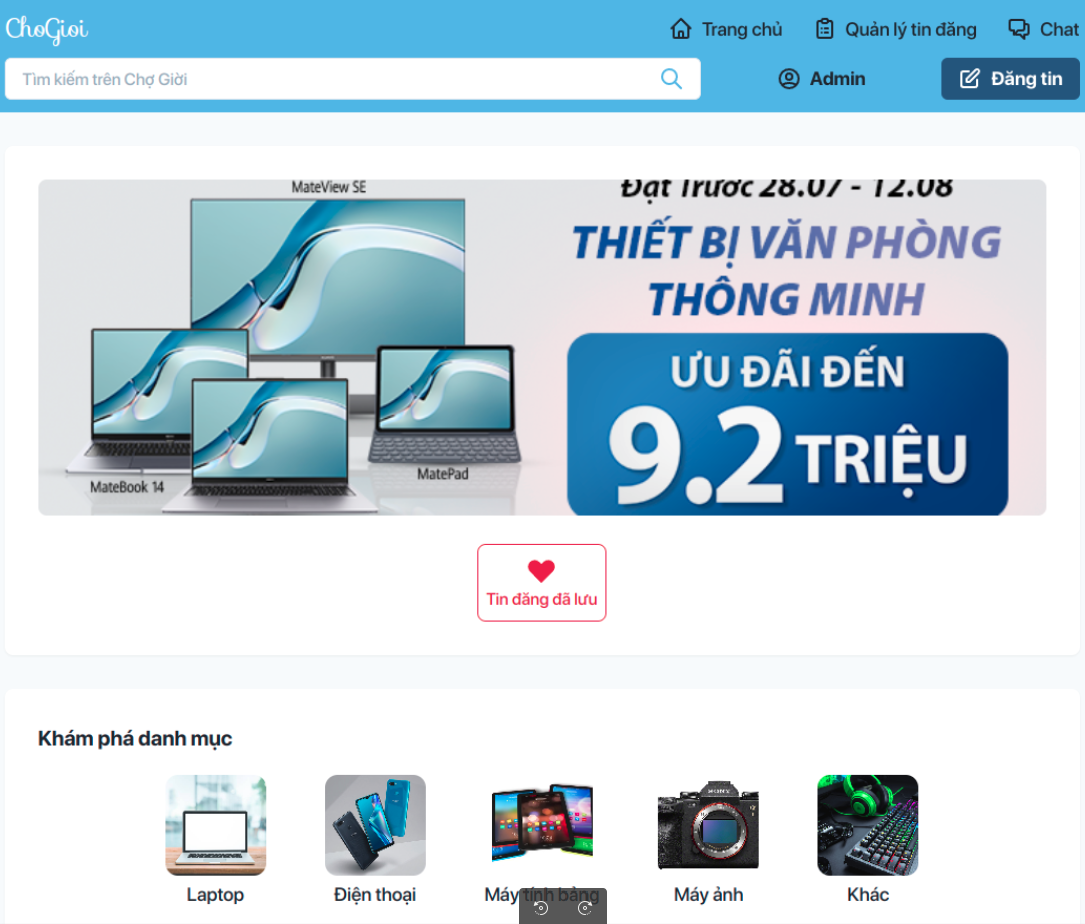 ChoGioi
Trang chủ
Quản lý tin đăng
Chat
Tìm kiếm trên Chợ Giời
Admin
Đăng tin
MateView SE
MateBook 14
MatePad
Đặt Trước 28.07 - 12.08
THIẾT BỊ VĂN PHÒNG
THÔNG MINH
ƯU ĐÃI ĐẾN
9.2 TRIỆU
Tin đăng đã lưu
Khám phá danh mục
Laptop
Điện thoại
Máy tính bảng
Máy ảnh
Khác